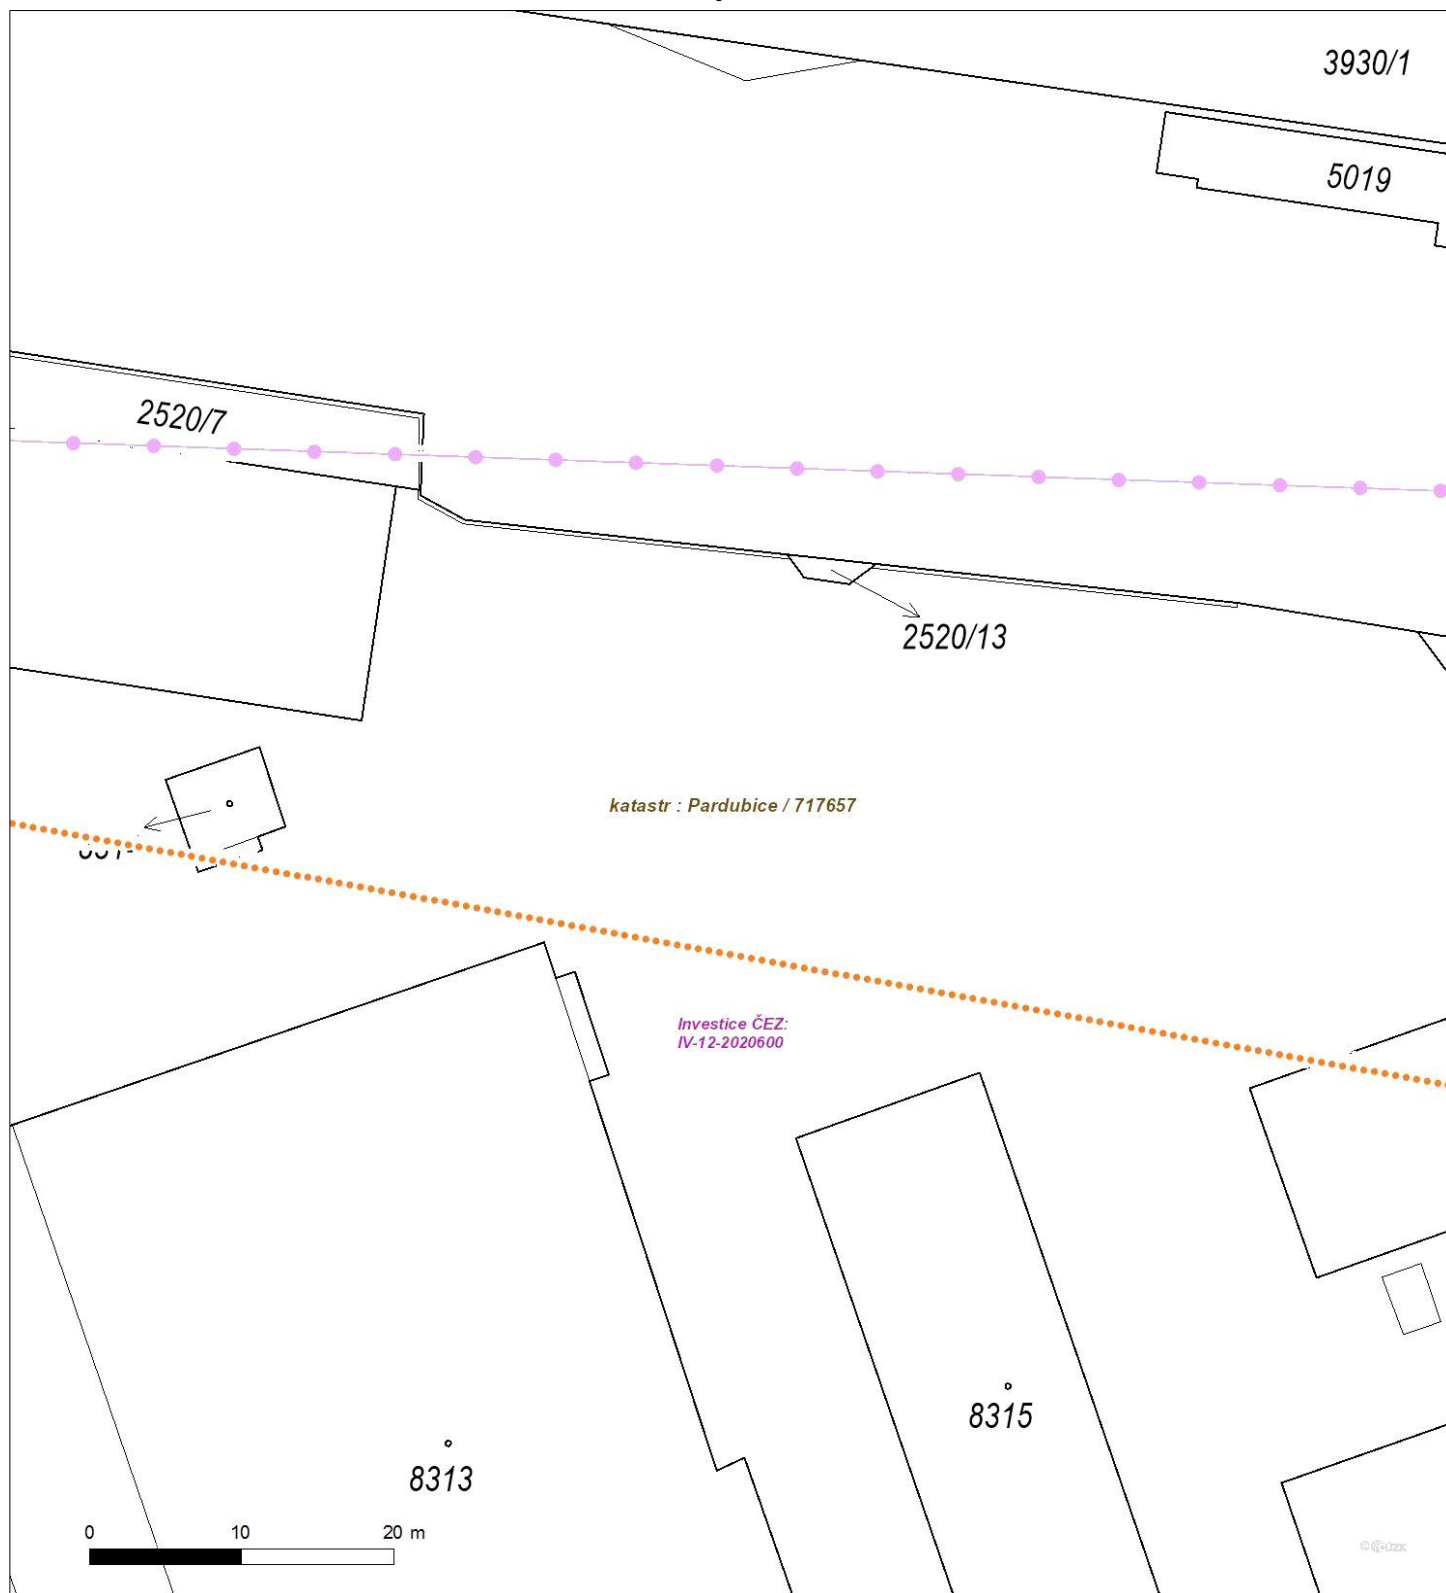 3930/1
5019
2520/7
2520/13
katastr : Pardubice / 717657
Investice ČEZ:
IV-12-2020600
8315
8313
0 10 20 m
© ČÚZK